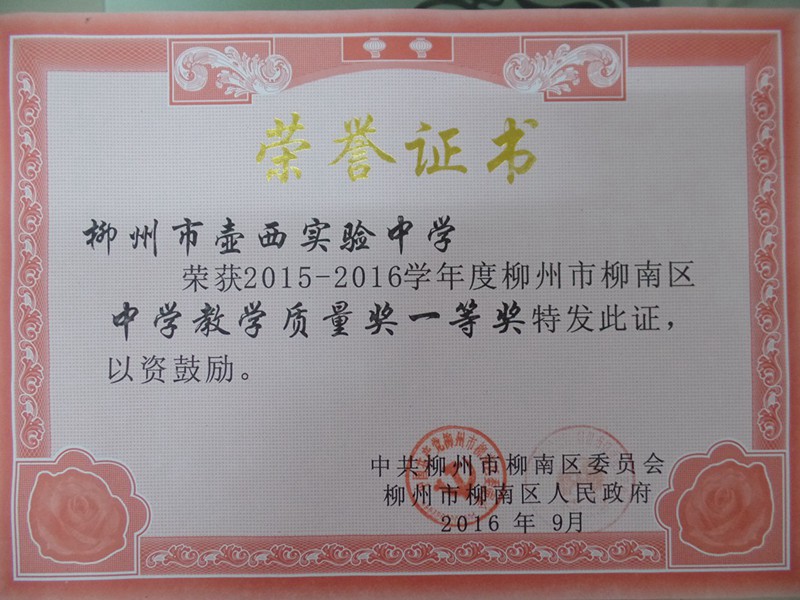 荣誉证书
柳州市壶西实验中学
荣获2015-2016学年度柳州市柳南区
中学教学质量奖一等奖特发此证，
以资鼓励。
中共柳州市柳南区委员会
柳州市柳南区人民政府
2016 年 9月